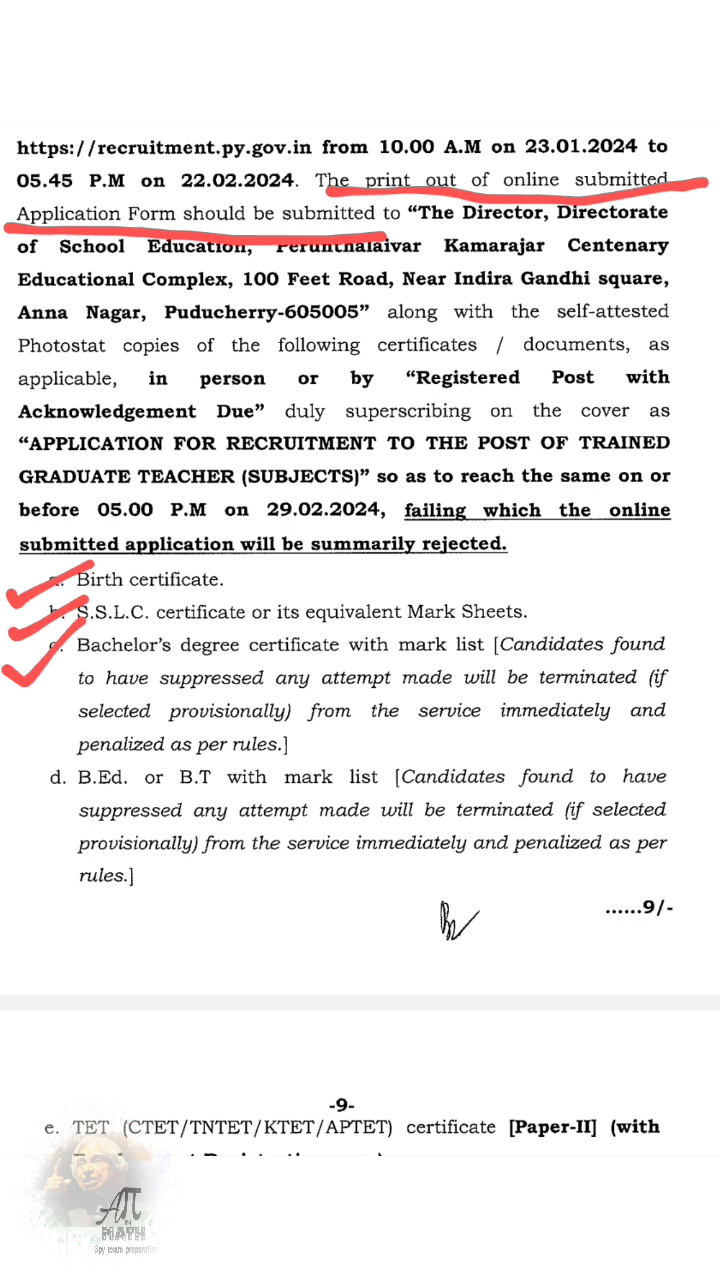 https://recruitment.py.gov.in from 10.00 A.M on 23.01.2024 to
05.45 P.M on 22.02.2024. The print out of online submitted
Application Form should be submitted to “The Director, Directorate
of School Education, Perunthalaivar Kamarajar Centenary
Educational Complex, 100 Feet Road, Near Indira Gandhi square,
Anna Nagar, Puducherry-605005” along with the self-attested
Photostat copies of the following certificates / documents, as
applicable, in person or by “Registered Post with
Acknowledgement Due” duly superscribing on the cover as
“APPLICATION FOR RECRUITMENT TO THE POST OF TRAINED
GRADUATE TEACHER (SUBJECTS)” so as to reach the same on or
before 05.00 P.M on 29.02.2024, failing which the online
submitted application will be summarily rejected.
a. Birth certificate.
b. S.S.L.C. certificate or its equivalent Mark Sheets.
c. Bachelor’s degree certificate with mark list [Candidates found
to have suppressed any attempt made will be terminated (if
selected provisionally) from the service immediately and
penalized as per rules.]
d. B.Ed. or B.T with mark list [Candidates found to have
suppressed any attempt made will be terminated (if selected
provisionally) from the service immediately and penalized as per
rules.]
......9/-
-9-
e. TET (CTET/TNTET/KTET/APTET) certificate [Paper-II] (with
IN
MATH
Spy exam preparation